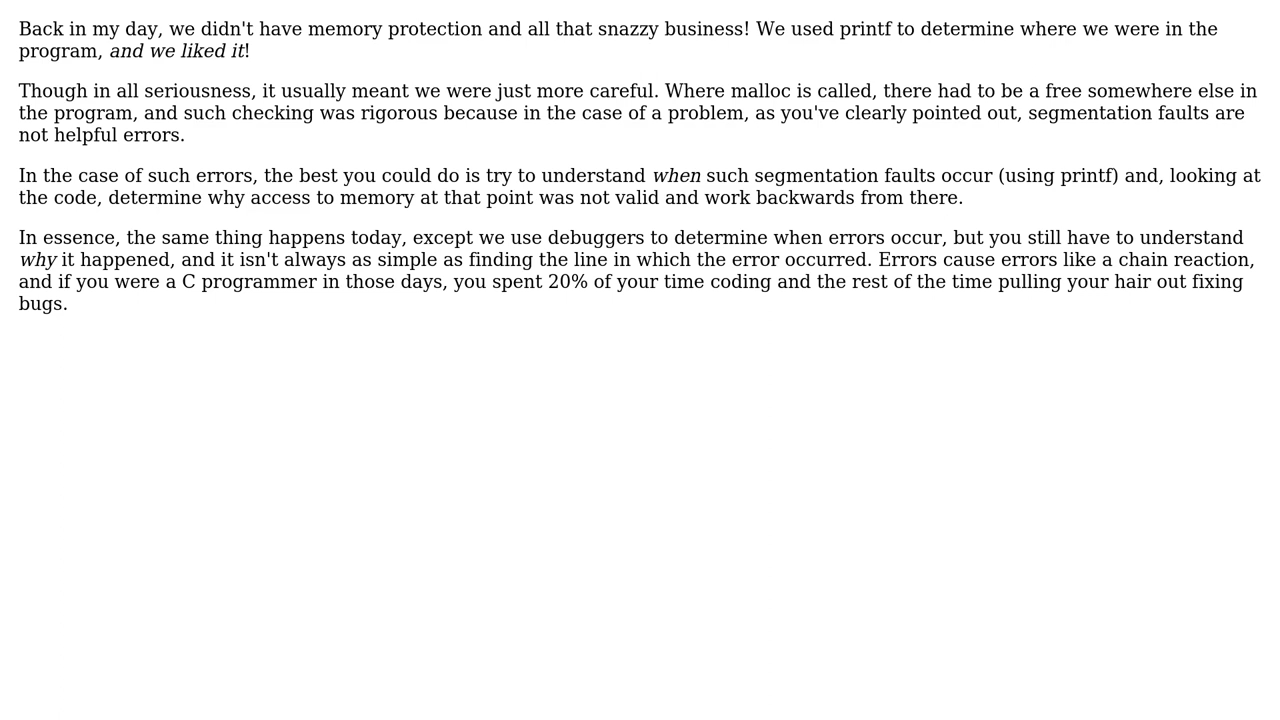 Back in my day, we didn't have memory protection and all that snazzy business! We used printf to determine where we were in the
program, and we liked it!
Though in all seriousness, it usually meant we were just more careful. Where malloc is called, there had to be a free somewhere else in
the program, and such checking was rigorous because in the case of a problem, as you've clearly pointed out, segmentation faults are
not helpful errors.
In the case of such errors, the best you could do is try to understand when such segmentation faults occur (using printf) and, looking at
the code, determine why access to memory at that point was not valid and work backwards from there.
In essence, the same thing happens today, except we use debuggers to determine when errors occur, but you still have to understand
why it happened, and it isn't always as simple as finding the line in which the error occurred. Errors cause errors like a chain reaction,
and if you were a C programmer in those days, you spent 20% of your time coding and the rest of the time pulling your hair out fixing
bugs.